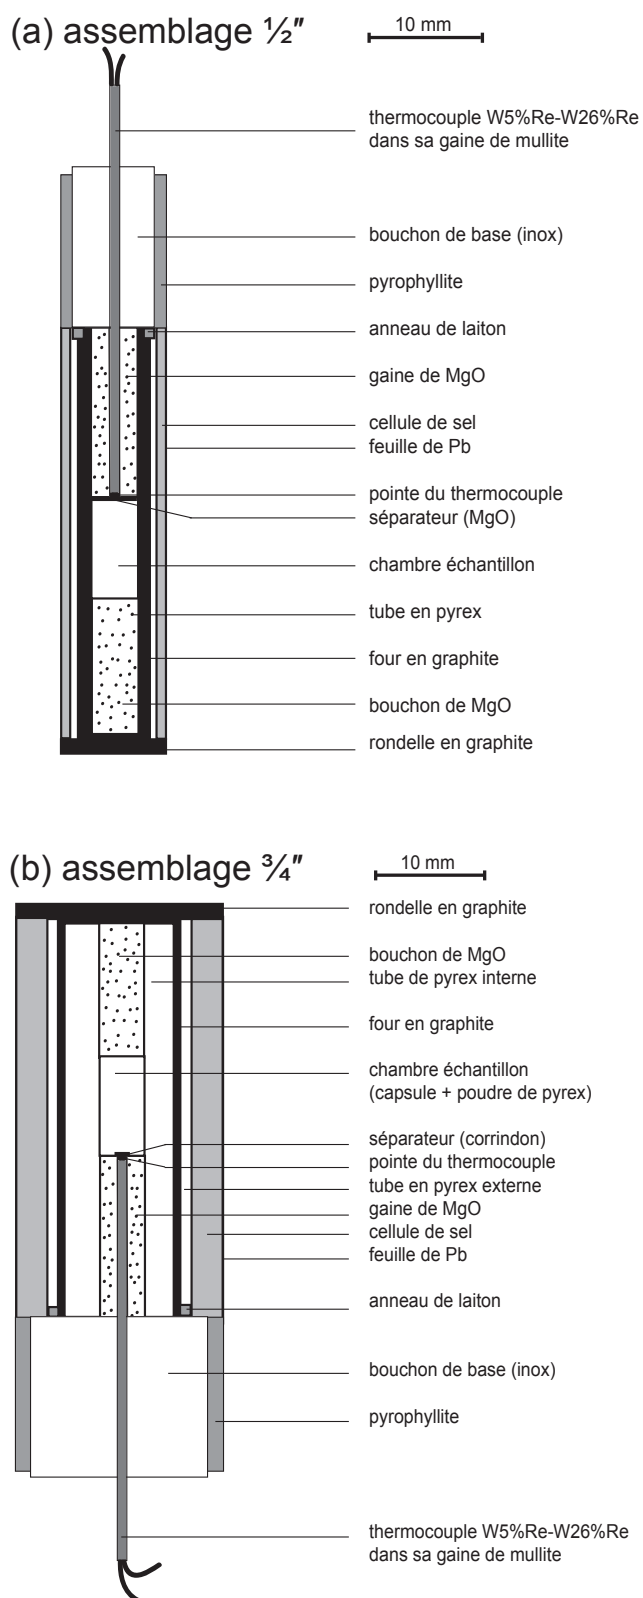 (a) assemblage ½″
10 mm
thermocouple W5%Re-W26%Re
dans sa gaine de mullite
bouchon de base (inox)
pyrophyllite
anneau de laiton
gaine de MgO
cellule de sel
feuille de Pb
pointe du thermocouple
séparateur (MgO)
chambre échantillon
tube en pyrex
four en graphite
bouchon de MgO
rondelle en graphite
(b) assemblage ¾″
10 mm
rondelle en graphite
bouchon de MgO
tube de pyrex interne
four en graphite
chambre échantillon
(capsule + poudre de pyrex)
séparateur (corrindon)
pointe du thermocouple
tube en pyrex externe
gaine de MgO
cellule de sel
feuille de Pb
anneau de laiton
bouchon de base (inox)
pyrophyllite
thermocouple W5%Re-W26%Re
dans sa gaine de mullite